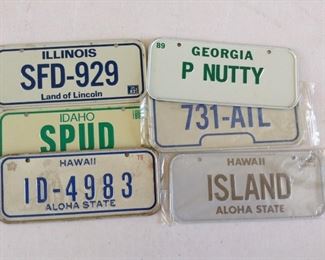 ILLINOIS
SFD-929
Land of Lincoln
89
GEORGIA
P NUTTY
IDAHO
SPUD
731-ATL
HAWAII
ID-4983
ALOHA STATE
HAWAII
ISLAND
ALOHA STATE